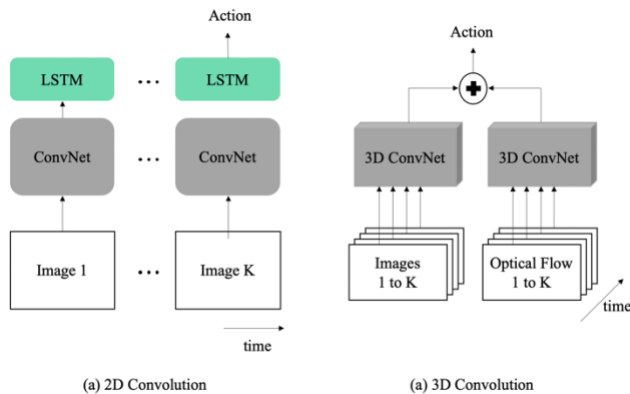 Action
LSTM
...
LSTM
ConvNet
...
ConvNet
Image 1
...
Image K
time
(a) 2D Convolution
Action
3D ConvNet
3D ConvNet
Images
1 to K
Optical Flow
1 to K
time
(a) 3D Convolution